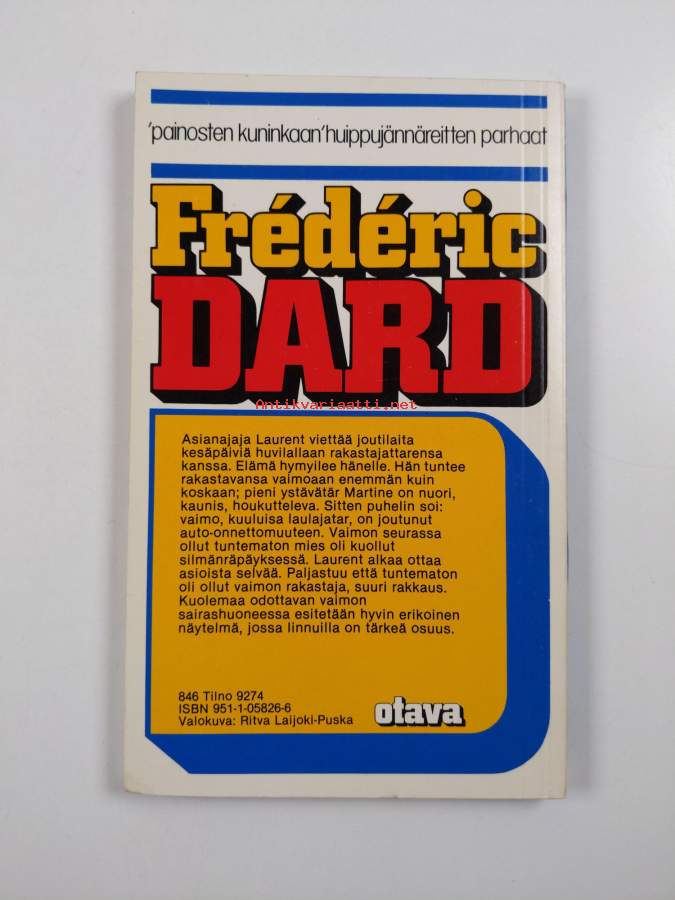 'painosten kuninkaan' huippujännäreitten parhaat
Frédéric
DARD
Antikvariaatti.net
Asianajaja Laurent viettää joutilaita
kesäpäiviä huvilallaan rakastajattarensa
kanssa. Elämä hymyilee hänelle. Hän tuntee
rakastavansa vaimoaan enemmän kuin
koskaan; pieni ystävätär Martine on nuori,
kaunis, houkutteleva. Sitten puhelin soi:
vaimo, kuuluisa laulajatar, on joutunut
auto-onnettomuuteen. Vaimon seurassa
ollut tuntematon mies oli kuollut
silmänräpäyksessä. Laurent alkaa ottaa
asioista selvää. Paljastuu että tuntematon
oli ollut vaimon rakastaja, suuri rakkaus.
Kuolemaa odottavan vaimon
sairashuoneessa esitetään hyvin erikoinen
näytelmä, jossa linnuilla on tärkeä osuus.
846 Tilno 9274
ISBN 951-1-05826-6
Valokuva: Ritva Laijoki-Puska
otava